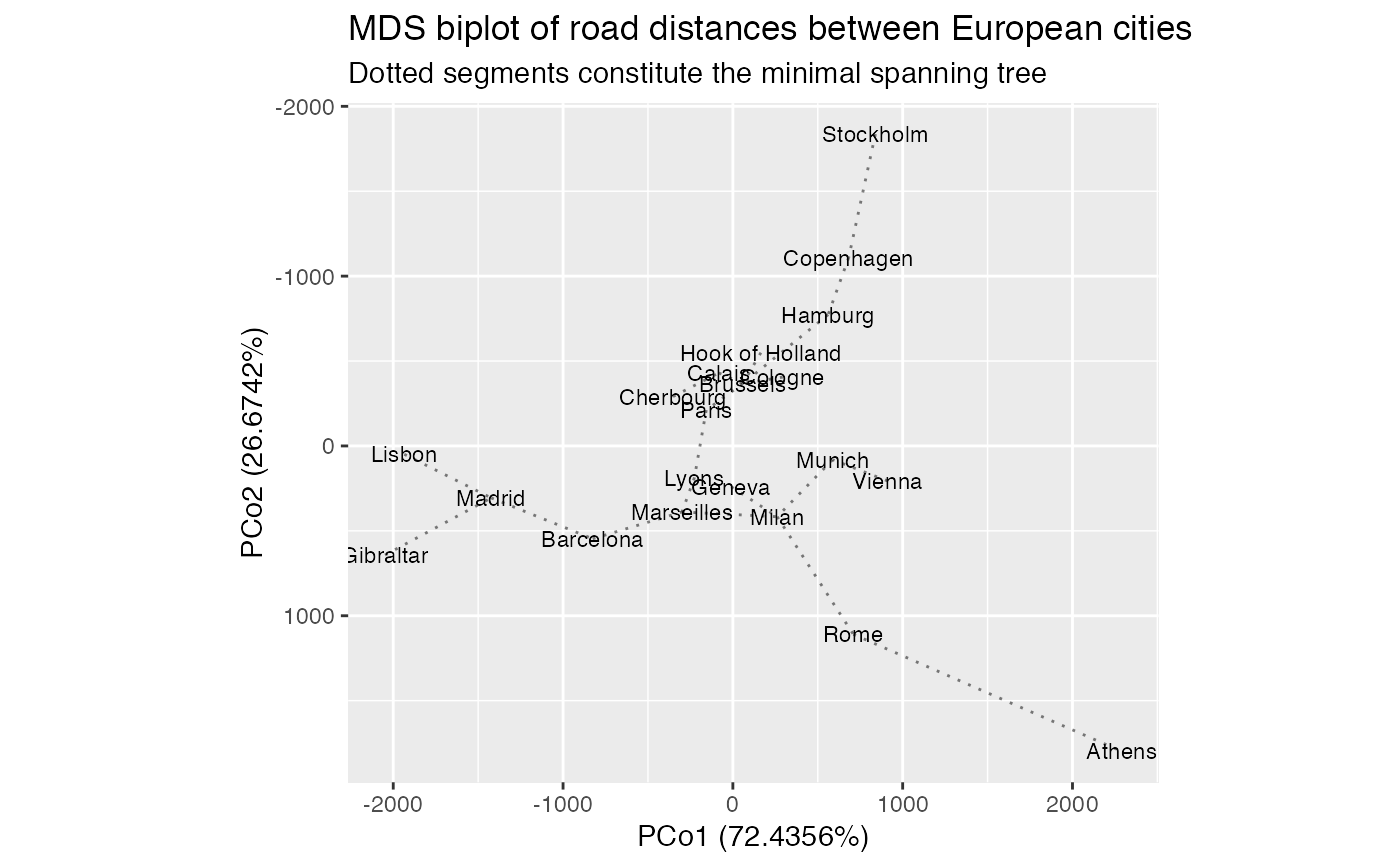 MDS biplot of road distances between European cities
Dotted segments constitute the minimal spanning tree
-2000
Stockholm
Copenhagen
-1000
Hamburg
Hook of Holland
Calais
Cologne
Brussels
Cherbourg
Paris
0
Lisbon
Munich
Lyons
Vienna
Geneva
Madrid
Marseilles
Milan
Barcelona
Gibraltar
1000
Rome
Athens
PCo2 (26.6742%)
-2000
-1000
0
1000
2000
PCo1 (72.4356%)